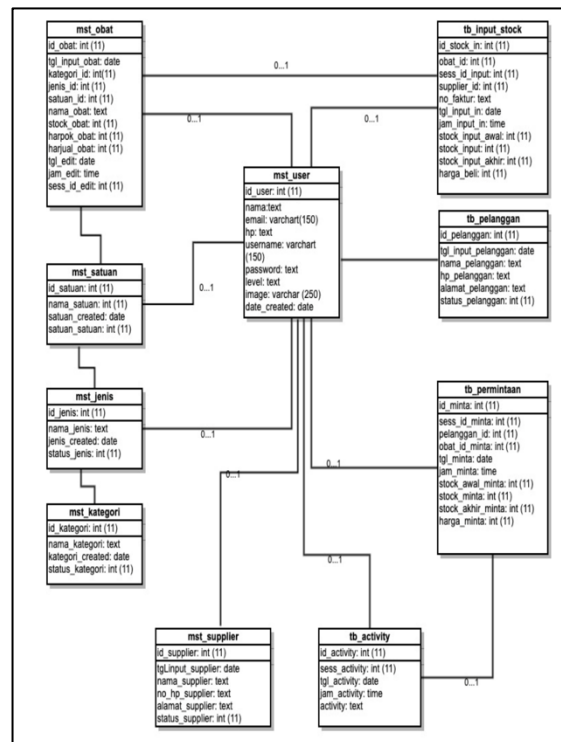 mst_obat
id_obat: int (11)
tgl_input_obat: date
kategori_id: int(11)
jenis_id: int (11)
satuan_id: int (11)
nama_obat: text
stock_obat: int (11)
harpok_obat: int (11)
harjual_obat: int (11)
tgl_edit: date
jam_edit: time
sess_id_edit: int (11)
0...1
0...1
tb_input_stock
id_stock_in: int (11)
obat_id: int (11)
sess_id_input: int (11)
supplier_id: int (11)
no_faktur: text
tgl_input_in: date
jam_input_in: time
stock_input_awal: int (11)
stock_input: int (11)
stock_input_akhir: int (11)
harga_beli: int (11)
0...1
mst_user
id_user: int (11)
nama:text
email: varchart(150)
hp: text
username: varchart
(150)
password: text
level: text
image: varchar (250)
date_created: date
tb_pelanggan
id_pelanggan: int (11)
tgl_input_pelanggan: date
nama_pelanggan: text
hp_pelanggan: text
alamat_pelanggan: text
status_pelanggan: int (11)
mst_satuan
id_satuan: int (11)
nama_satuan: int (11)
satuan_created: date
satuan_satuan: int (11)
0...1
mst_jenis
id_jenis: int (11)
nama_jenis: text
jenis_created: date
status_jenis: int (11)
0...1
tb_permintaan
id_minta: int (11)
sess_id_minta: int (11)
pelanggan_id: int (11)
obat_id_minta: int (11)
tgl_minta: date
jam_minta: time
stock_awal_minta: int (11)
stock_minta: int (11)
stock_akhir_minta: int (11)
harga_minta: int (11)
0...1
0...1
mst_kategori
id_kategori: int (11)
nama_kategori: text
kategori_created: date
status_kategori: int (11)
0...1
mst_supplier
id_supplier: int (11)
tgLinput_supplier: date
nama_supplier: text
no_hp_supplier: text
alamat_supplier: text
status_supplier: int (11)
tb_activity
id_activity: int (11)
sess_activity: int (11)
tgl_activity: date
jam_activity: time
activity: text
0...1